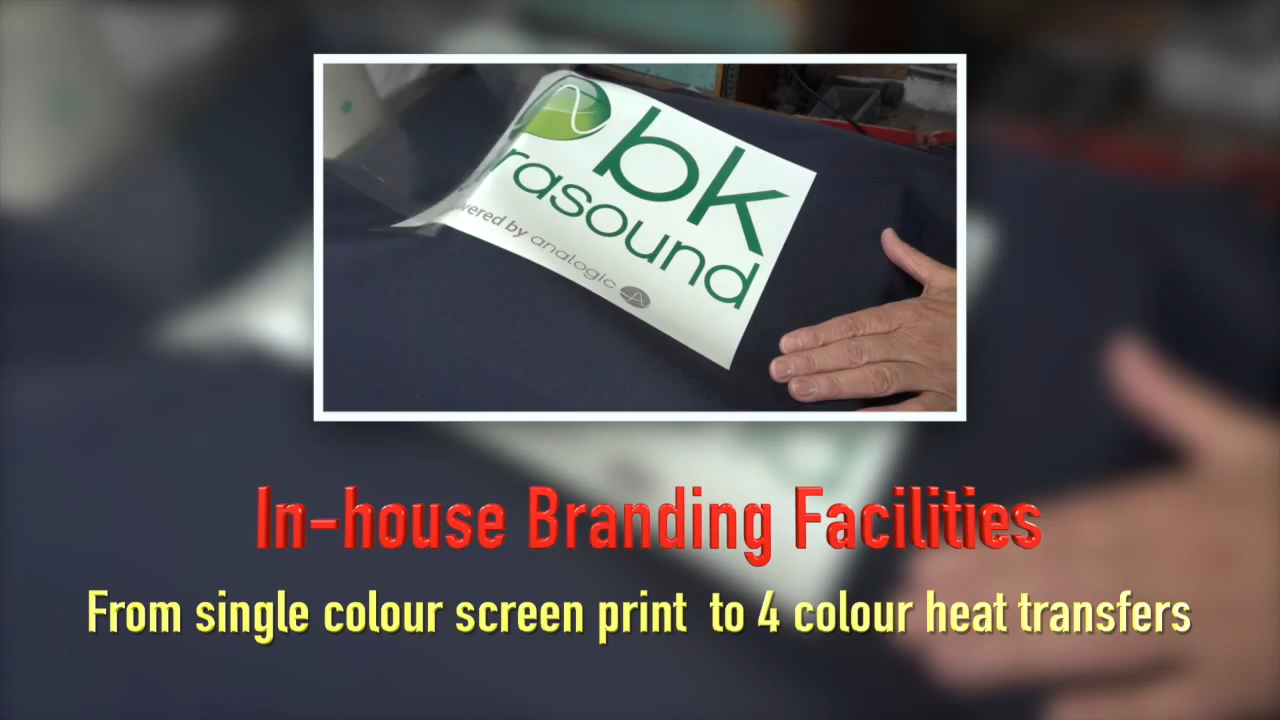 bk
rasound
wered by analogic
In-house Branding Facilities
From single colour screen print to 4 colour heat transfers